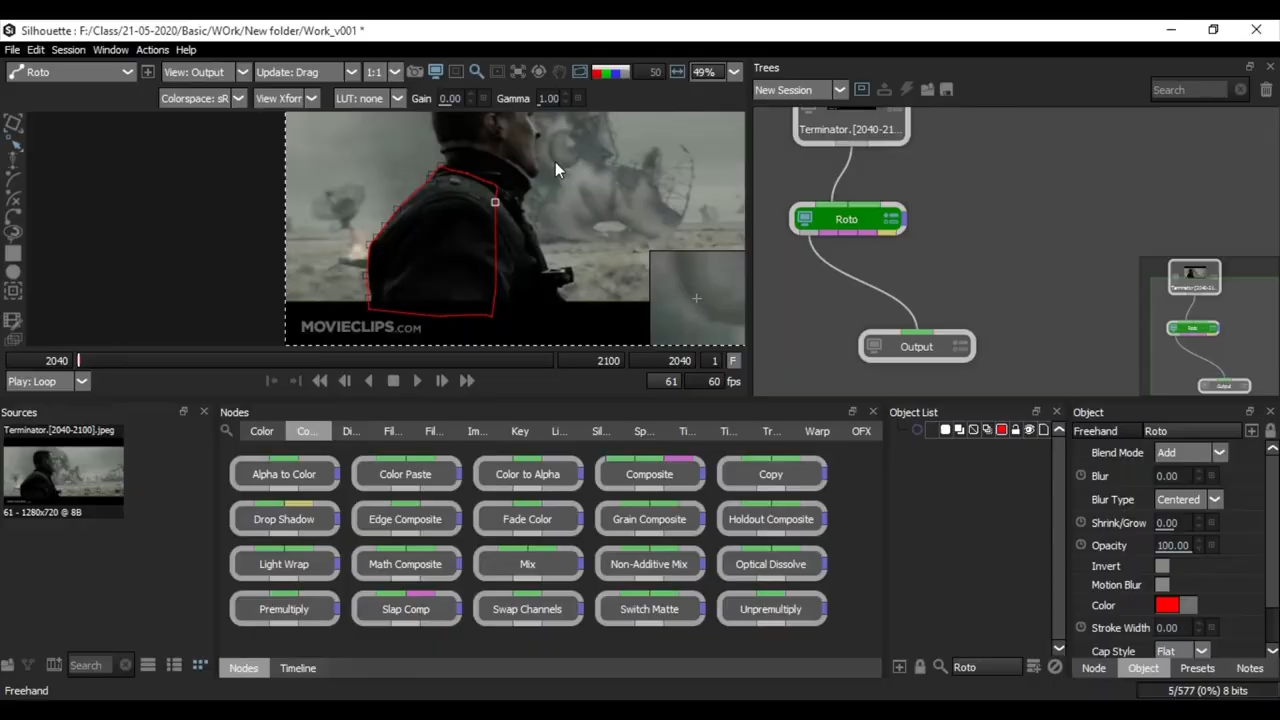 Silhouette : F:/Class/21-05-2020/Basic/WOrk/New folder/Work_v001 *
File Edit Session Window Actions Help
Roto View: Output Update: Drag 1:1 50 49%
Colorspace: sR View Xforr LUT: none Gain 0.00 Gamma 1.00
MOVIECLIPS.COM
2040 2100 2040 1 F
Play: Loop 61 60 fps
Trees
New Session Search
Terminator.[2040-21...
Roto
Output
Roto
Output
Sources
Terminator.[2040-2100].jpeg
61 - 1280x720 @ 8B
Search
Nodes
Color Co... Di... Fil... Fil... Im... Key Li... Sil... Sp... Ti... Ti... Tr... Warp OFX
Alpha to Color Color Paste Color to Alpha Composite Copy
Drop Shadow Edge Composite Fade Color Grain Composite Holdout Composite
Light Wrap Math Composite Mix Non-Additive Mix Optical Dissolve
Premultiply Slap Comp Swap Channels Switch Matte Unpremultiply
Nodes Timeline
Object List
Roto
Object
Freehand Roto
Blend Mode Add
Blur 0.00
Blur Type Centered
Shrink/Grow 0.00
Opacity 100.00
Invert
Motion Blur
Color
Stroke Width 0.00
Cap Style Flat
Node Object Presets Notes
Freehand 5/577 (0%) 8 bits